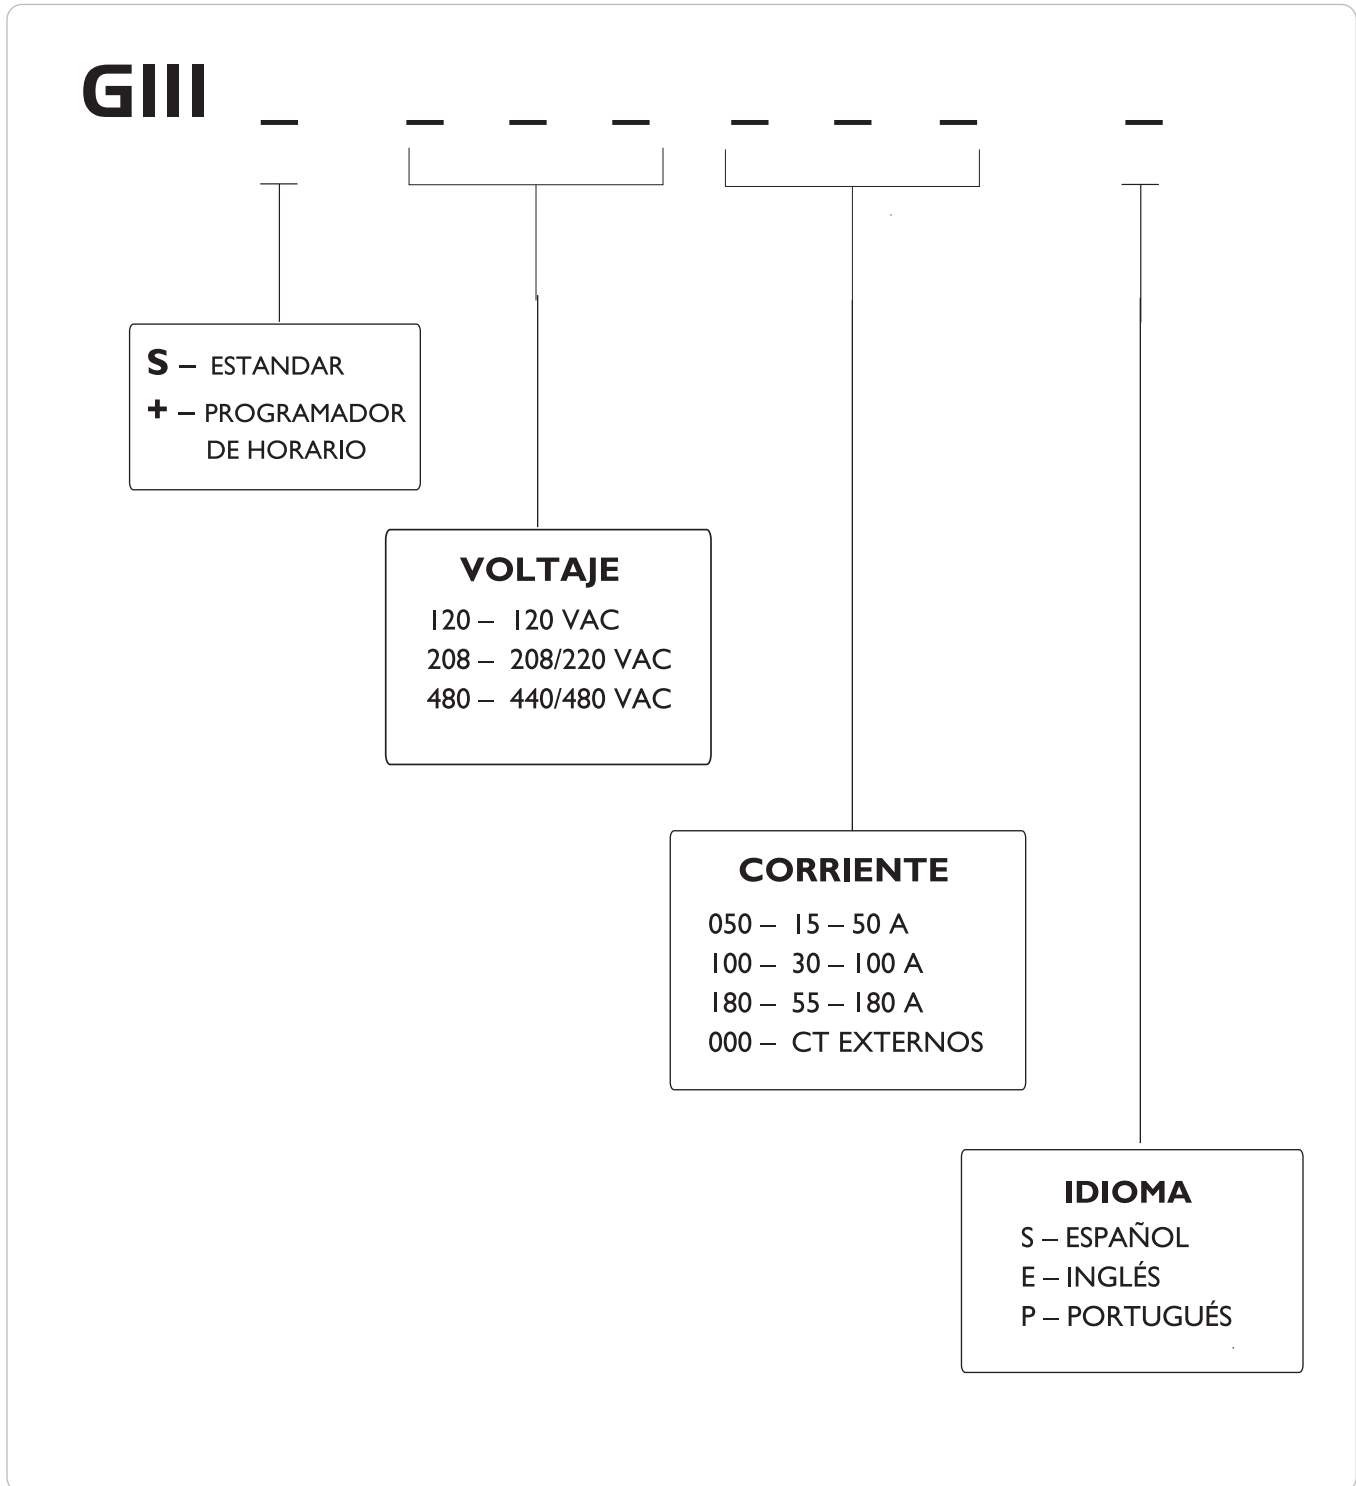 GIII _ _ _ _ _ _ _ _
S – ESTANDAR
+ – PROGRAMADOR
DE HORARIO
VOLTAJE
120 – 120 VAC
208 – 208/220 VAC
480 – 440/480 VAC
CORRIENTE
050 – 15 – 50 A
100 – 30 – 100 A
180 – 55 – 180 A
000 – CT EXTERNOS
IDIOMA
S – ESPAÑOL
E – INGLÉS
P – PORTUGUÉS